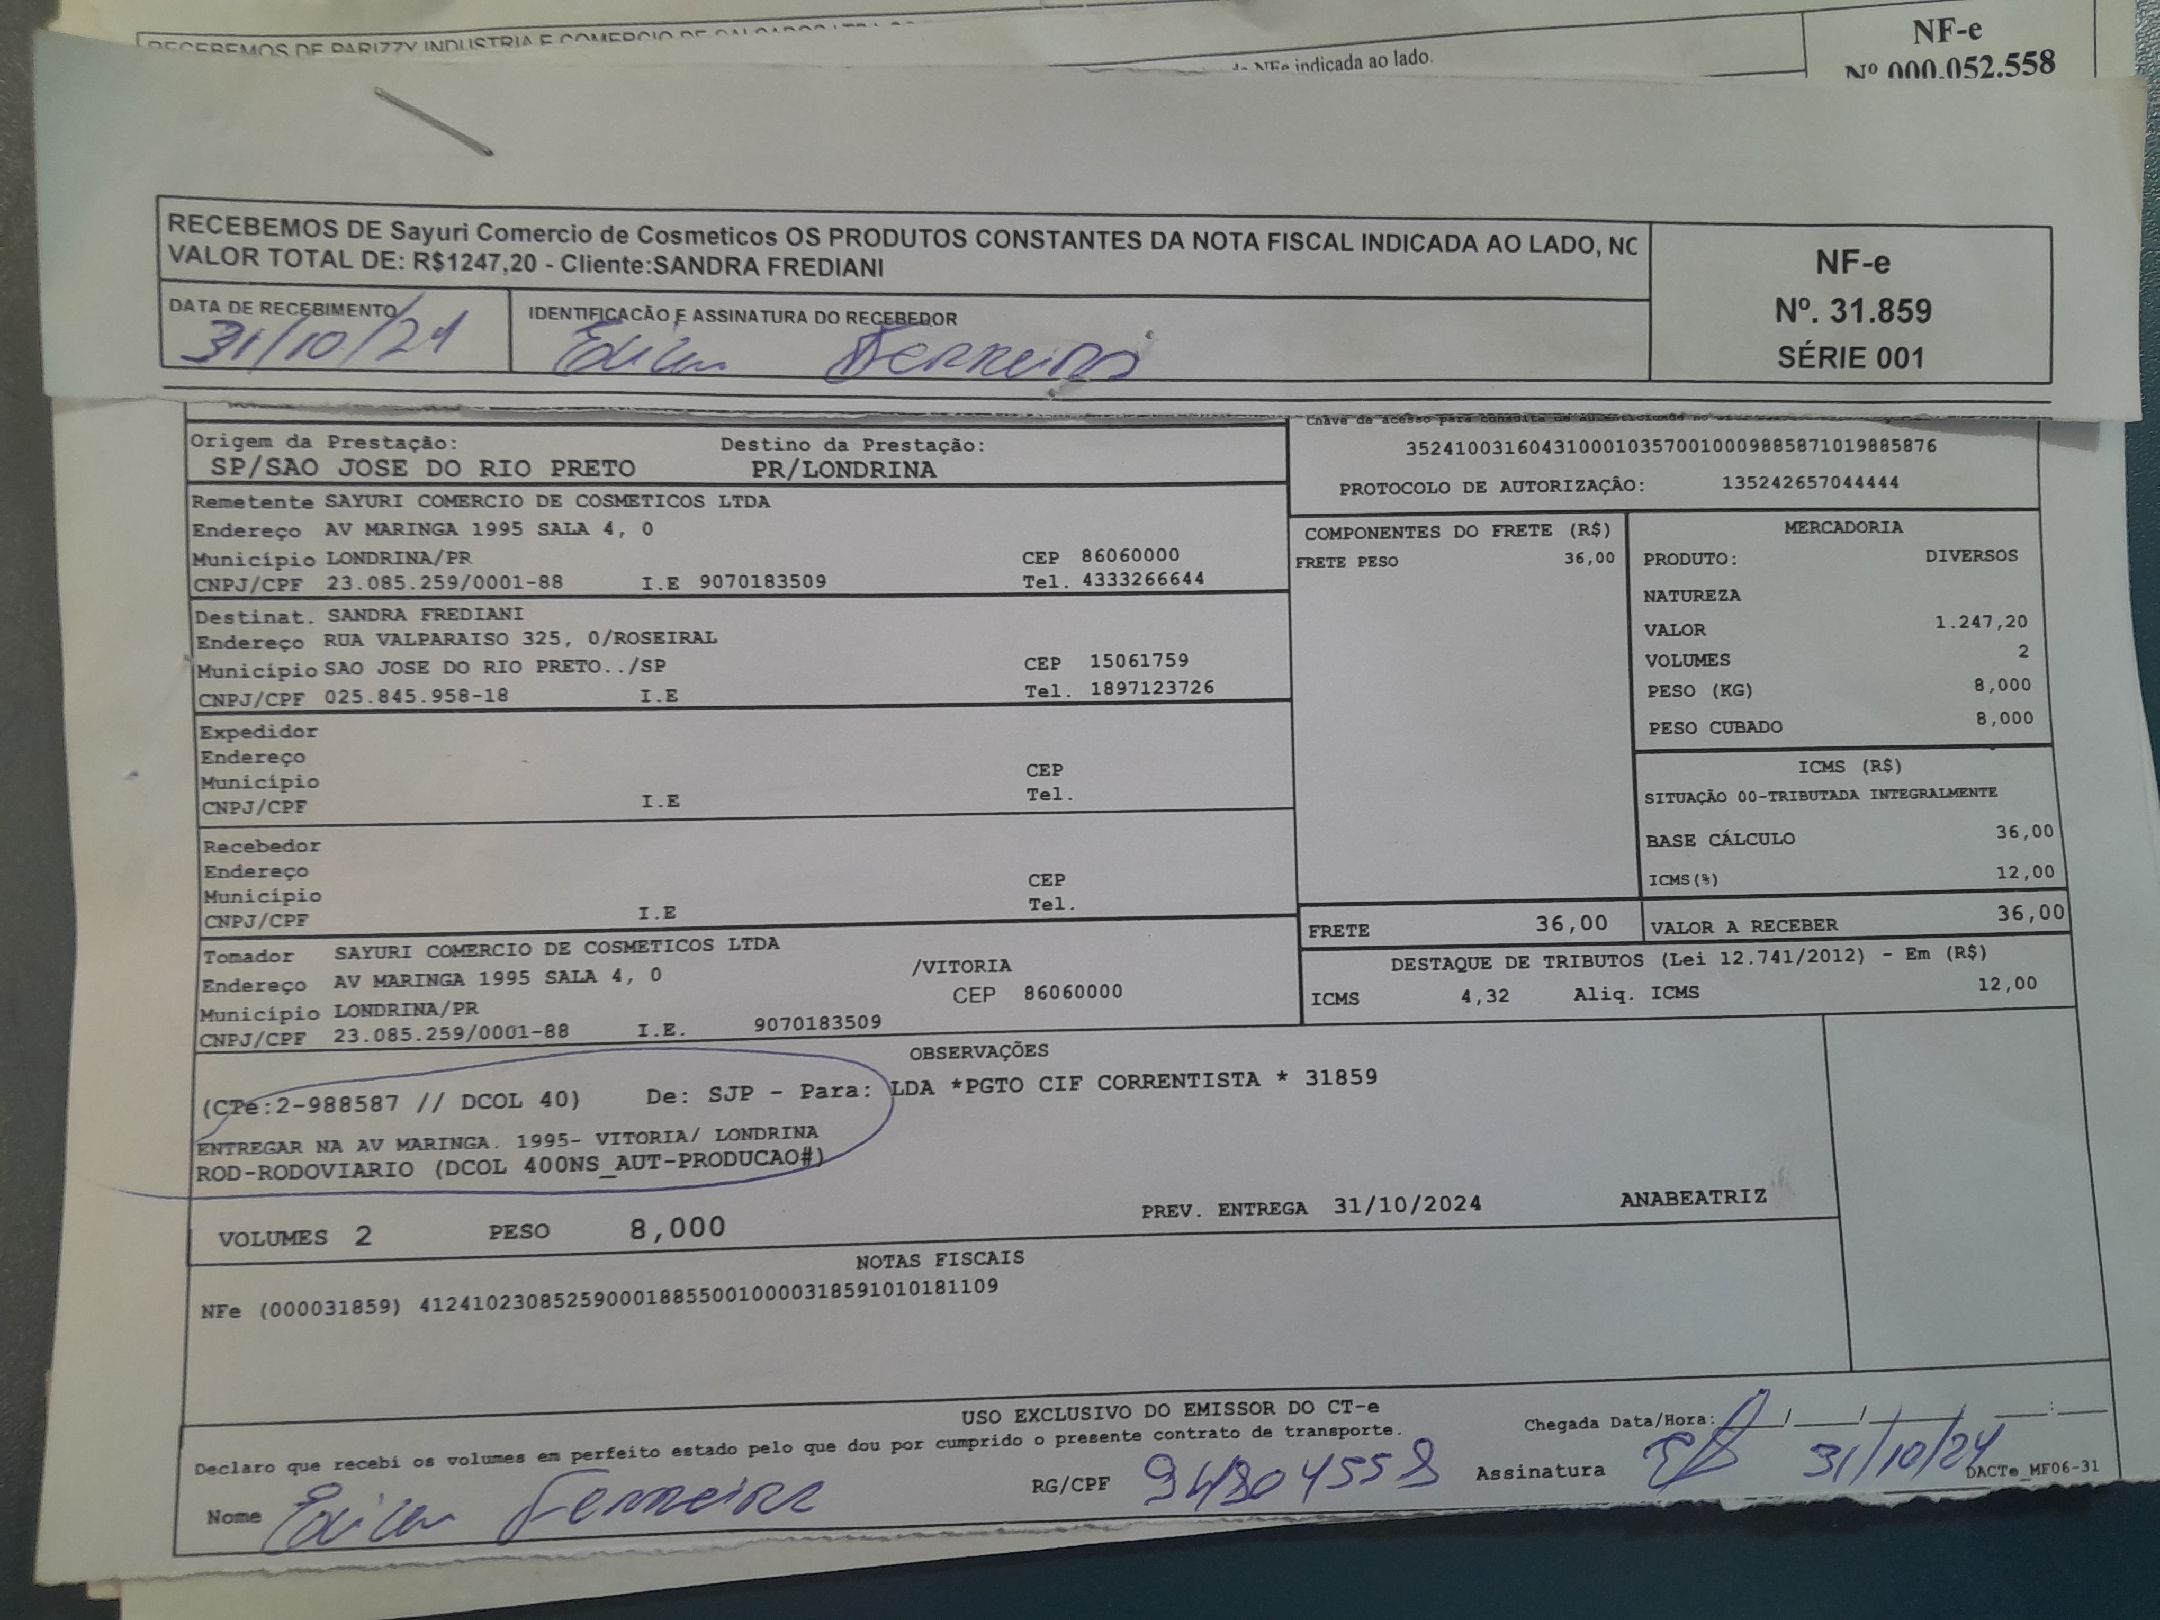 RECEBEMOS DE PARIZZY INDUSTRIA E COMERCIO DE CALCADOS LTDA
NFe indicada ao lado.
NF-e
Nº 000.052.558
RECEBEMOS DE Sayuri Comercio de Cosmeticos OS PRODUTOS CONSTANTES DA NOTA FISCAL INDICADA AO LADO, NO
VALOR TOTAL DE: R$1247,20 - Cliente:SANDRA FREDIANI
NF-e
Nº. 31.859
SÉRIE 001
DATA DE RECEBIMENTO
31/10/24
IDENTIFICAÇÃO E ASSINATURA DO RECEBEDOR
Ferreira
Chave de acesso para consulta de autenticidade no
35241003160431000103570010009885871019885876
PROTOCOLO DE AUTORIZAÇÃO: 135242657044444
Origem da Prestação: Destino da Prestação:
SP/SAO JOSE DO RIO PRETO PR/LONDRINA
Remetente SAYURI COMERCIO DE COSMETICOS LTDA
Endereço AV MARINGA 1995 SALA 4, 0
Município LONDRINA/PR CEP 86060000
CNPJ/CPF 23.085.259/0001-88 I.E 9070183509 Tel. 4333266644
Destinat. SANDRA FREDIANI
Endereço RUA VALPARAISO 325, 0/ROSEIRAL
Município SAO JOSE DO RIO PRETO../SP CEP 15061759
CNPJ/CPF 025.845.958-18 I.E Tel. 1897123726
Expedidor
Endereço
Município CEP
CNPJ/CPF I.E Tel.
Recebedor
Endereço
Município CEP
CNPJ/CPF I.E Tel.
Tomador SAYURI COMERCIO DE COSMETICOS LTDA
Endereço AV MARINGA 1995 SALA 4, 0 /VITORIA
Município LONDRINA/PR CEP 86060000
CNPJ/CPF 23.085.259/0001-88 I.E. 9070183509
COMPONENTES DO FRETE (R$)
FRETE PESO 36,00
MERCADORIA
PRODUTO: DIVERSOS
NATUREZA
VALOR 1.247,20
VOLUMES 2
PESO (KG) 8,000
PESO CUBADO 8,000
ICMS (R$)
SITUAÇÃO 00-TRIBUTADA INTEGRALMENTE
BASE CÁLCULO 36,00
ICMS(%) 12,00
FRETE 36,00 VALOR A RECEBER 36,00
DESTAQUE DE TRIBUTOS (Lei 12.741/2012) - Em (R$)
ICMS 4,32 Aliq. ICMS 12,00
OBSERVAÇÕES
(CTe:2-988587 // DCOL 40) De: SJP - Para: LDA *PGTO CIF CORRENTISTA * 31859
ENTREGAR NA AV MARINGA. 1995- VITORIA/ LONDRINA
ROD-RODOVIARIO (DCOL 400NS_AUT-PRODUCAO#)
VOLUMES 2 PESO 8,000 PREV. ENTREGA 31/10/2024 ANABEATRIZ
NOTAS FISCAIS
NFe (000031859) 41241023085259000188550010000318591010181109
USO EXCLUSIVO DO EMISSOR DO CT-e
Declaro que recebi os volumes em perfeito estado pelo que dou por cumprido o presente contrato de transporte.
Chegada Data/Hora: / / :
Nome Ferreira RG/CPF 948045558 Assinatura 31/10/24
DACTe_MF06-31